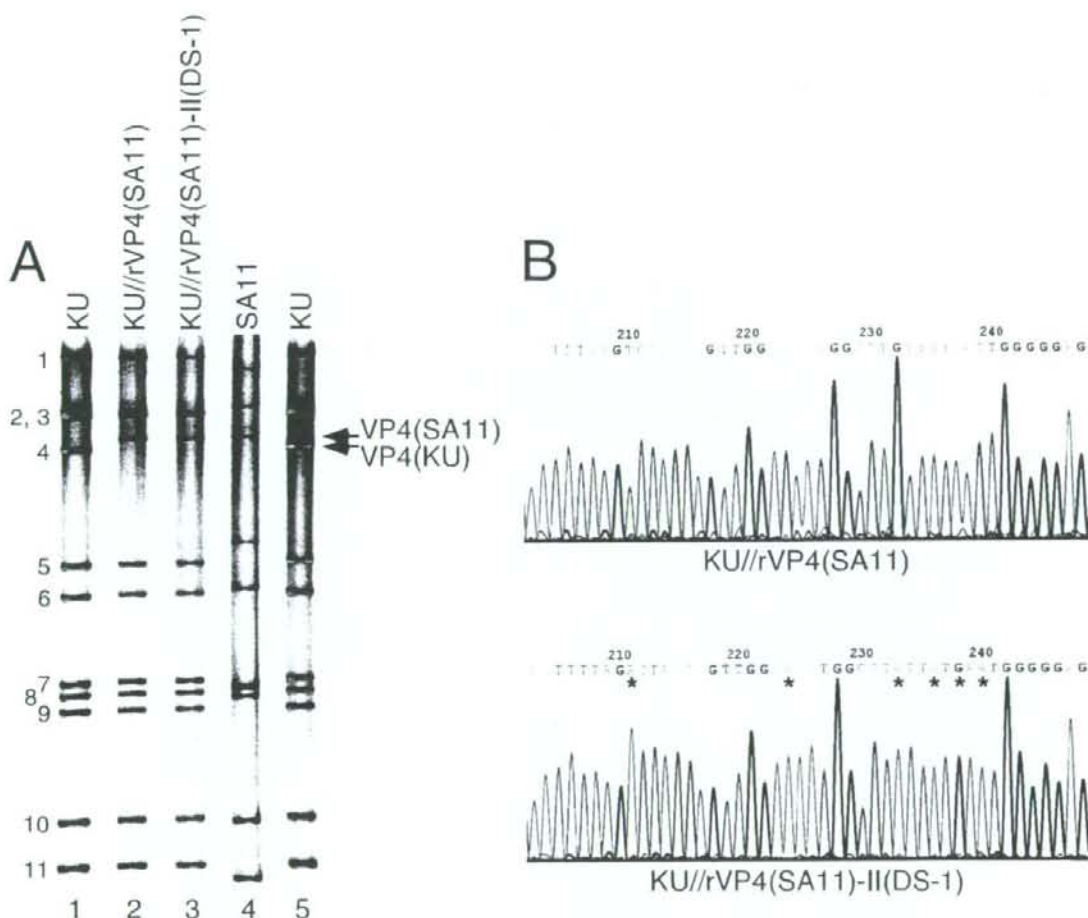 A
KU
KU//rVP4(SA11)
KU//rVP4(SA11)-II(DS-1)
SA11
KU
1
2, 3
4
5
6
7
8
9
10
11
VP4(SA11)
VP4(KU)
1 2 3 4 5
B
210 220 230 240
KU//rVP4(SA11)
210 220 230 240
* * * * * *
KU//rVP4(SA11)-II(DS-1)